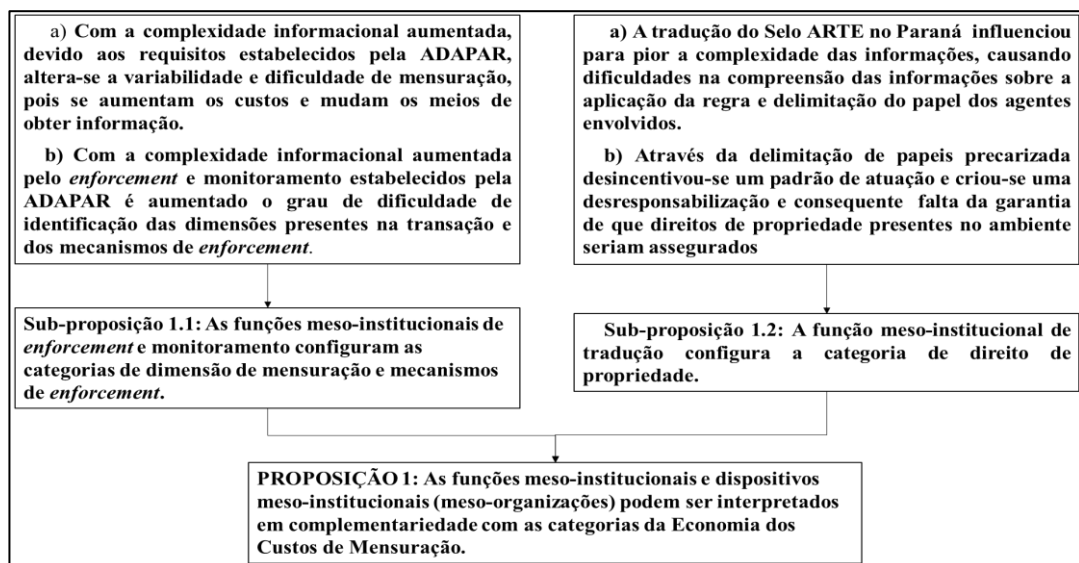 a) Com a complexidade informacional aumentada,
devido aos requisitos estabelecidos pela ADAPAR,
altera-se a variabilidade e dificuldade de mensuração,
pois se aumentam os custos e mudam os meios de
obter informação.
b) Com a complexidade informacional aumentada
pelo enforcement e monitoramento estabelecidos pela
ADAPAR é aumentado o grau de dificuldade de
identificação das dimensões presentes na transação e
dos mecanismos de enforcement.
a) A tradução do Selo ARTE no Paraná influenciou
para pior a complexidade das informações, causando
dificuldades na compreensão das informações sobre a
aplicação da regra e delimitação do papel dos agentes
envolvidos.
b) Através da delimitação de papeis precarizada
desincentivou-se um padrão de atuação e criou-se uma
desresponsabilização e consequente falta da garantia
de que direitos de propriedade presentes no ambiente
seriam assegurados
Sub-proposição 1.1: As funções meso-institucionais de
enforcement e monitoramento configuram as
categorias de dimensão de mensuração e mecanismos
de enforcement.
Sub-proposição 1.2: A função meso-institucional de
tradução configura a categoria de direito de
propriedade.
PROPOSIÇÃO 1: As funções meso-institucionais e dispositivos
meso-institucionais (meso-organizações) podem ser interpretados
em complementariedade com as categorias da Economia dos
Custos de Mensuração.